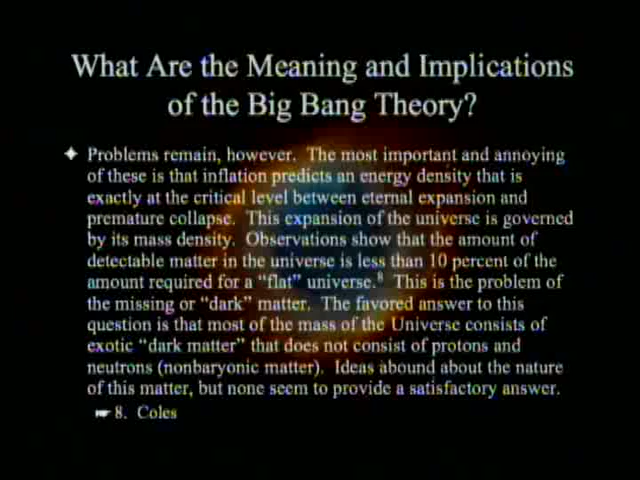 What Are the Meaning and Implications
of the Big Bang Theory?
Problems remain, however. The most important and annoying
of these is that inflation predicts an energy density that is
exactly at the critical level between eternal expansion and
premature collapse. This expansion of the universe is governed
by its mass density. Observations show that the amount of
detectable matter in the universe is less than 10 percent of the
amount required for a “flat” universe.⁸ This is the problem of
the missing or “dark” matter. The favored answer to this
question is that most of the mass of the Universe consists of
exotic “dark matter” that does not consist of protons and
neutrons (nonbaryonic matter). Ideas abound about the nature
of this matter, but none seem to provide a satisfactory answer.
8. Coles